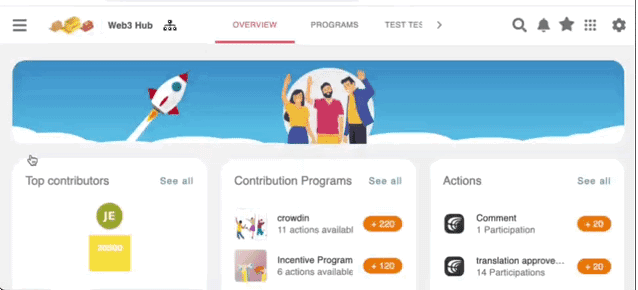 Web3 Hub OVERVIEW PROGRAMS TEST TES
Top contributors See all
JE
Contribution Programs See all
crowdin
11 actions availabl
+ 220
Incentive Program
6 actions available
+ 120
Actions See all
Comment
1 Participation
+ 20
translation approve...
14 Participations
+ 20